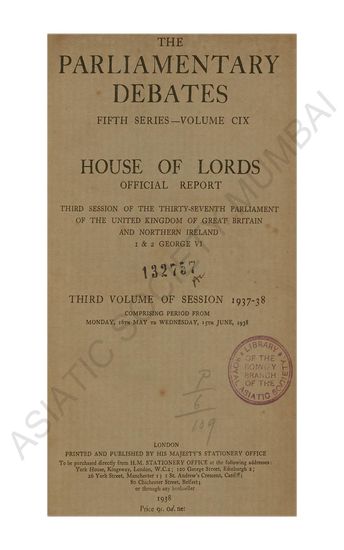 THE
PARLIAMENTARY
DEBATES
FIFTH SERIES—VOLUME CIX
HOUSE OF LORDS
OFFICIAL REPORT
THIRD SESSION OF THE THIRTY-SEVENTH PARLIAMENT
OF THE UNITED KINGDOM OF GREAT BRITAIN
AND NORTHERN IRELAND
1 & 2 GEORGE VI
132757
THIRD VOLUME OF SESSION 1937-38
COMPRISING PERIOD FROM
MONDAY, 16TH MAY TO WEDNESDAY, 15TH JUNE, 1938
LIBRARY
OF THE
BOMBAY
BRANCH
OF THE
ROYAL ASIATIC SOCIETY
P
6
109
LONDON
PRINTED AND PUBLISHED BY HIS MAJESTY'S STATIONERY OFFICE
To be purchased directly from H.M. STATIONERY OFFICE at the following addresses:
York House, Kingsway, London, W.C.2; 120 George Street, Edinburgh 2;
26 York Street, Manchester 1; 1 St. Andrew's Crescent, Cardiff;
80 Chichester Street, Belfast;
or through any bookseller
1938
Price 9s. 0d. net
ASIATIC SOCIETY MUMBAI